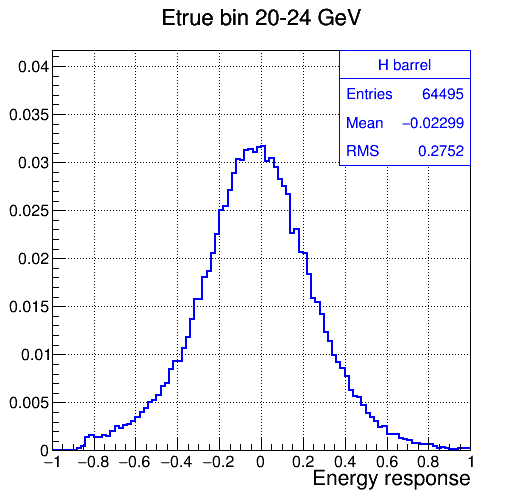 Etrue bin 20-24 GeV
H barrel
Entries 64495
Mean −0.02299
RMS 0.2752
0.04
0.035
0.03
0.025
0.02
0.015
0.01
0.005
0
−1 −0.8 −0.6 −0.4 −0.2 0 0.2 0.4 0.6 0.8 1
Energy response